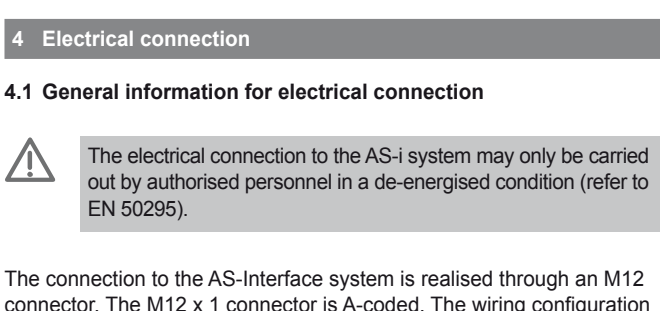 4 Electrical connection
4.1 General information for electrical connection
The electrical connection to the AS-i system may only be carried
out by authorised personnel in a de-energised condition (refer to
EN 50295).
The connection to the AS-Interface system is realised through an M12
connector. The M12 x 1 connector is A-coded. The wiring configuration